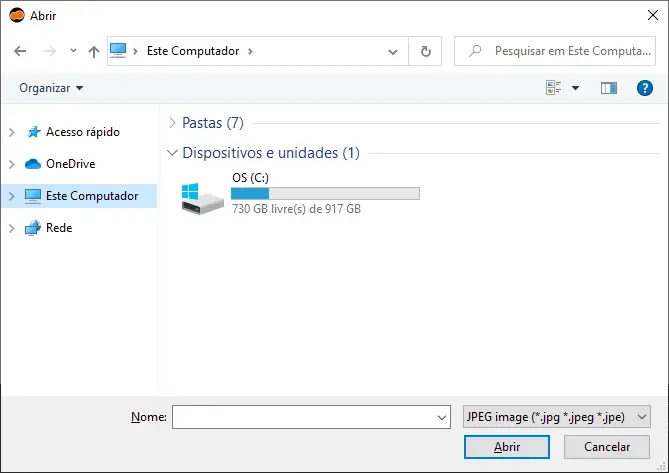 Abrir
Este Computador
Pesquisar em Este Computa...
Organizar
Acesso rápido
OneDrive
Este Computador
Rede
Pastas (7)
Dispositivos e unidades (1)
OS (C:)
730 GB livre(s) de 917 GB
Nome:
JPEG image (*.jpg *.jpeg *.jpe)
Abrir
Cancelar